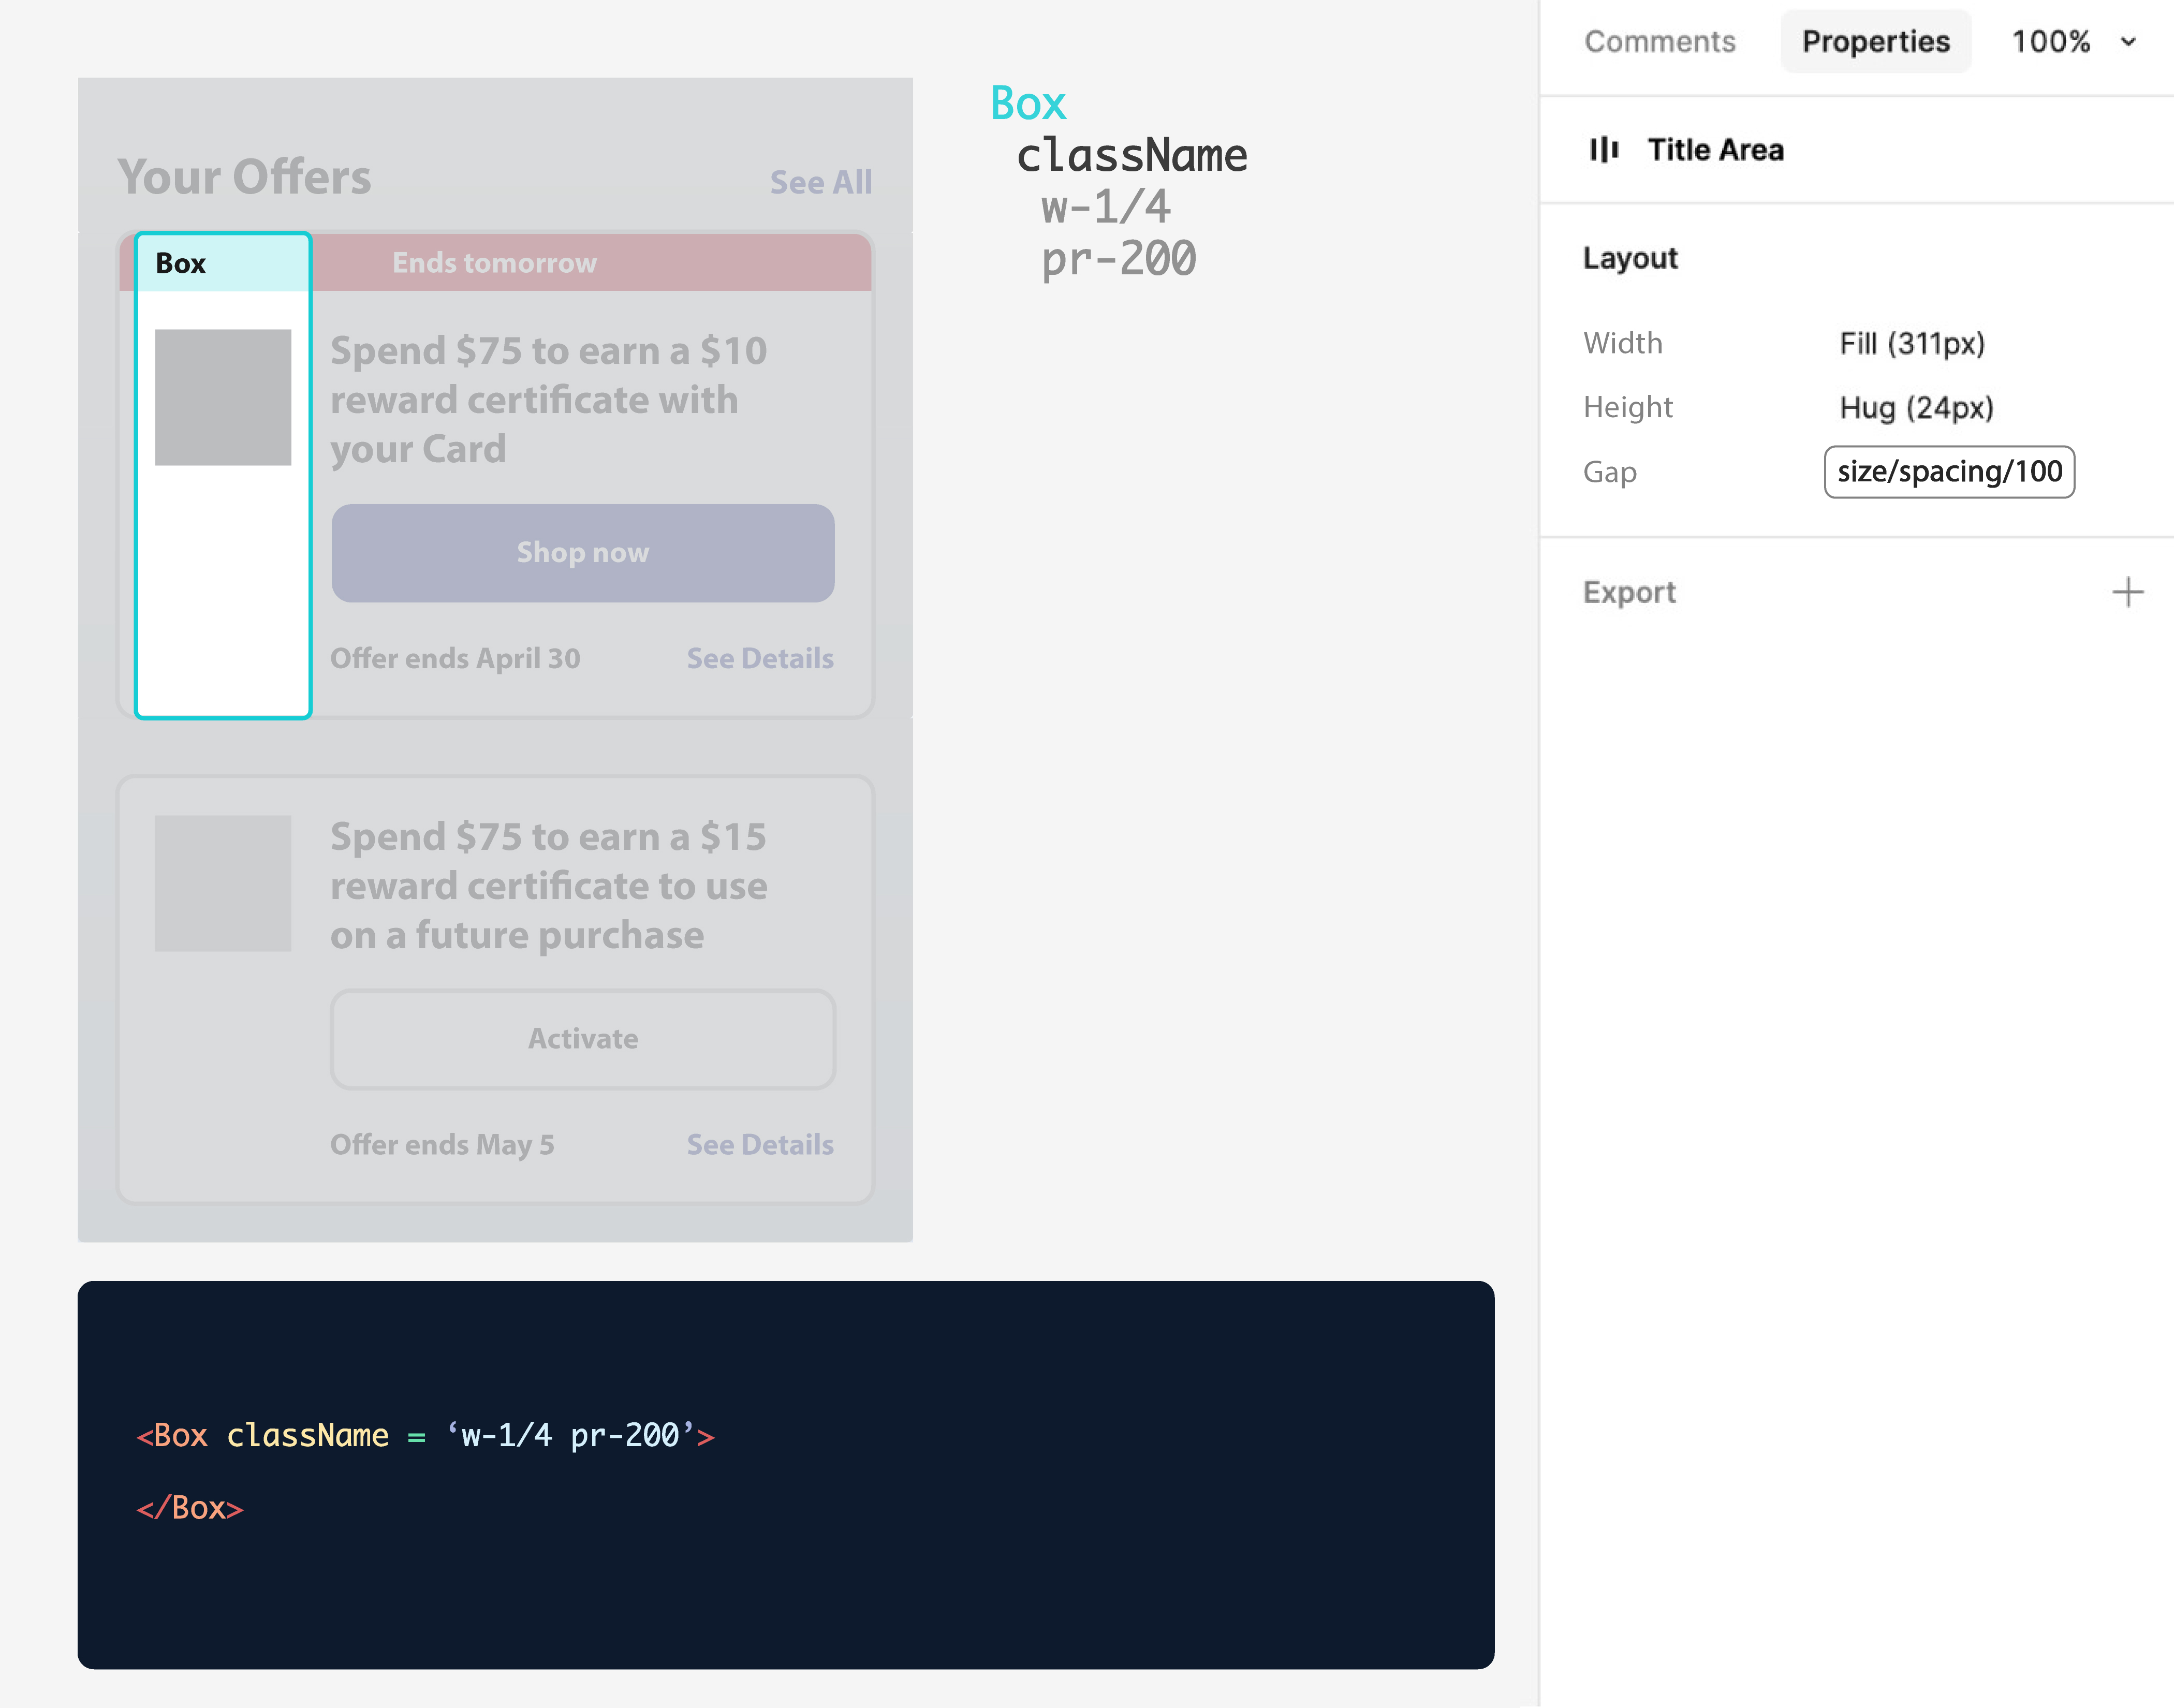 Comments Properties 100%
Box
className
w-1/4
pr-200
Title Area
Your Offers
See All
Layout
Box
Ends tomorrow
Width Fill (311px)
Height Hug (24px)
Gap size/spacing/100
Spend $75 to earn a $10
reward certificate with
your Card
Shop now
Export
Offer ends April 30 See Details
Spend $75 to earn a $15
reward certificate to use
on a future purchase
Activate
Offer ends May 5 See Details
<Box className = ‘w-1/4 pr-200’>
</Box>